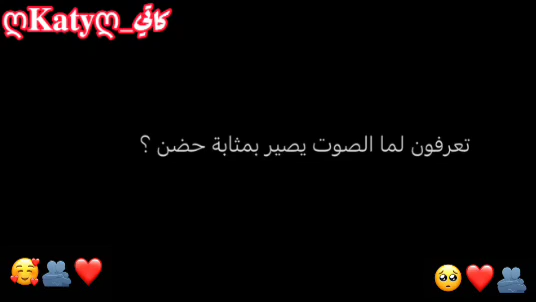 ღKatyღ_كاتي
تعرفون لما الصوت يصير بمثابة حضن ؟
🥰🫂❤️
🥺❤️🫂